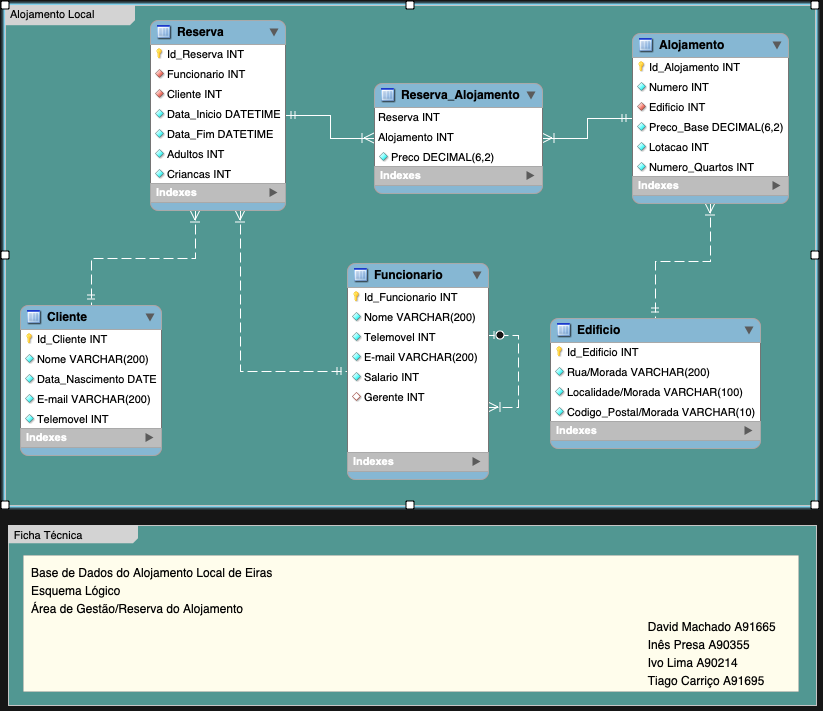 Alojamento Local
Reserva
Id_Reserva INT
Funcionario INT
Cliente INT
Data_Inicio DATETIME
Data_Fim DATETIME
Adultos INT
Criancas INT
Indexes
Reserva_Alojamento
Reserva INT
Alojamento INT
Preco DECIMAL(6,2)
Indexes
Alojamento
Id_Alojamento INT
Numero INT
Edificio INT
Preco_Base DECIMAL(6,2)
Lotacao INT
Numero_Quartos INT
Indexes
Cliente
Id_Cliente INT
Nome VARCHAR(200)
Data_Nascimento DATE
E-mail VARCHAR(200)
Telemovel INT
Indexes
Funcionario
Id_Funcionario INT
Nome VARCHAR(200)
Telemovel INT
E-mail VARCHAR(200)
Salario INT
Gerente INT
Indexes
Edificio
Id_Edificio INT
Rua/Morada VARCHAR(200)
Localidade/Morada VARCHAR(100)
Codigo_Postal/Morada VARCHAR(10)
Indexes
Ficha Técnica
Base de Dados do Alojamento Local de Eiras
Esquema Lógico
Área de Gestão/Reserva do Alojamento
David Machado A91665
Inês Presa A90355
Ivo Lima A90214
Tiago Carriço A91695